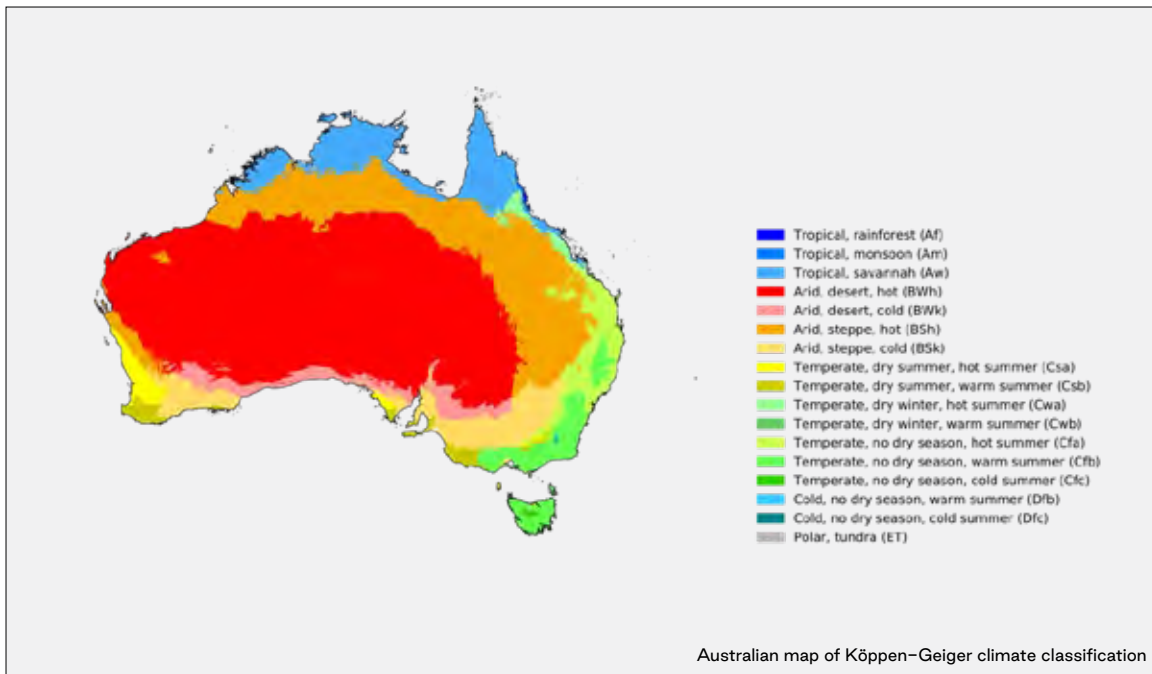 Tropical, rainforest (Af)
Tropical, monsoon (Am)
Tropical, savannah (Aw)
Arid, desert, hot (BWh)
Arid, desert, cold (BWk)
Arid, steppe, hot (BSh)
Arid, steppe, cold (BSk)
Temperate, dry summer, hot summer (Csa)
Temperate, dry summer, warm summer (Csb)
Temperate, dry winter, hot summer (Cwa)
Temperate, dry winter, warm summer (Cwb)
Temperate, no dry season, hot summer (Cfa)
Temperate, no dry season, warm summer (Cfb)
Temperate, no dry season, cold summer (Cfc)
Cold, no dry season, warm summer (Dfb)
Cold, no dry season, cold summer (Dfc)
Polar, tundra (ET)
Australian map of Köppen-Geiger climate classification